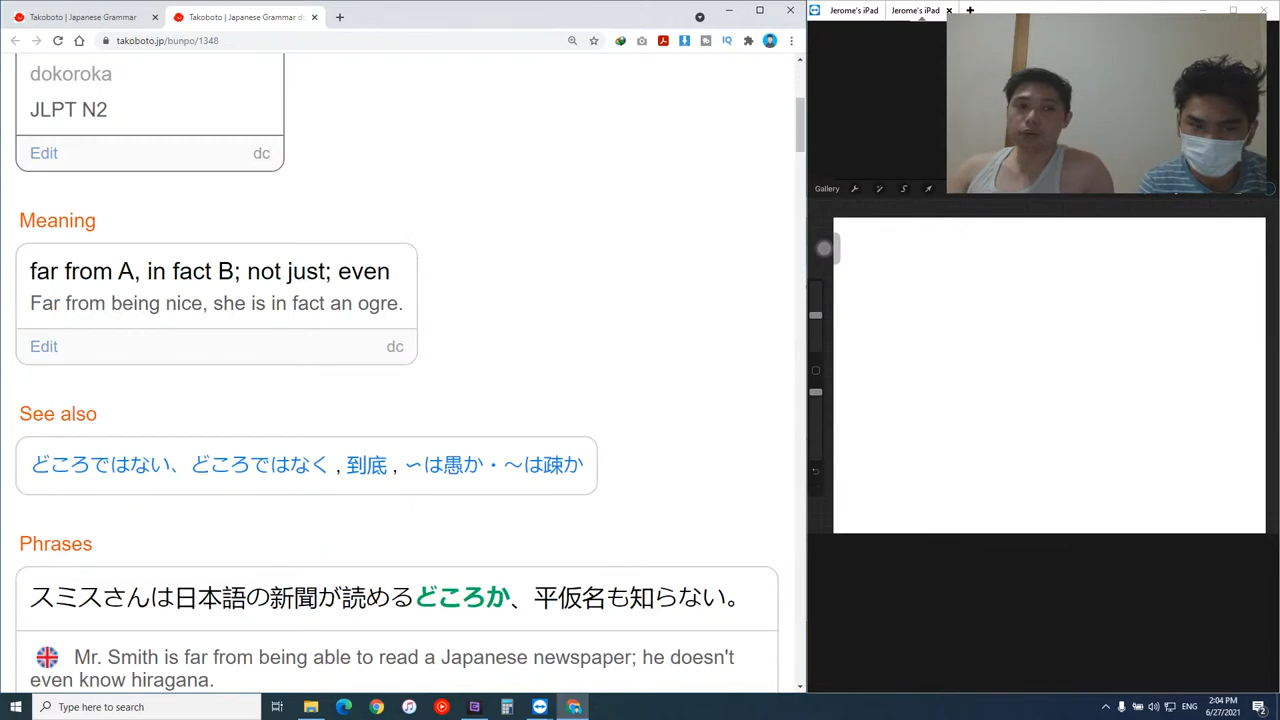 Takoboto | Japanese Grammar
Takoboto | Japanese Grammar d
Jerome's iPad
Jerome's iPad
takoboto.jp/bunpo/1348
IQ
dokoroka
JLPT N2
Edit
dc
Gallery
Meaning
far from A, in fact B; not just; even
Far from being nice, she is in fact an ogre.
Edit
dc
See also
どころではない、どころではなく , 到底 , 〜は愚か・〜は疎か
Phrases
スミスさんは日本語の新聞が読めるどころか、平仮名も知らない。
Mr. Smith is far from being able to read a Japanese newspaper; he doesn't
even know hiragana.
Type here to search
ENG
2:04 PM
6/27/2021
2